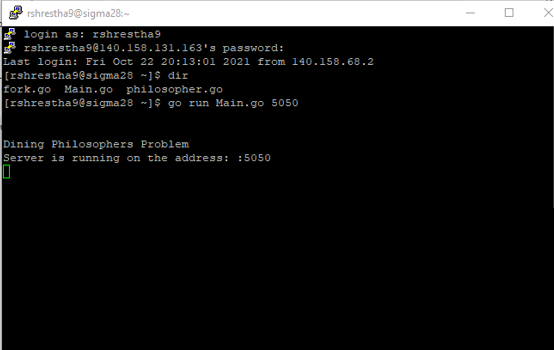 rshrestha9@sigma28:~
login as: rshrestha9
rshrestha9@140.158.131.163's password:
Last login: Fri Oct 22 20:13:01 2021 from 140.158.68.2
[rshrestha9@sigma28 ~]$ dir
fork.go  Main.go  philosopher.go
[rshrestha9@sigma28 ~]$ go run Main.go 5050
Dining Philosophers Problem
Server is running on the address: :5050